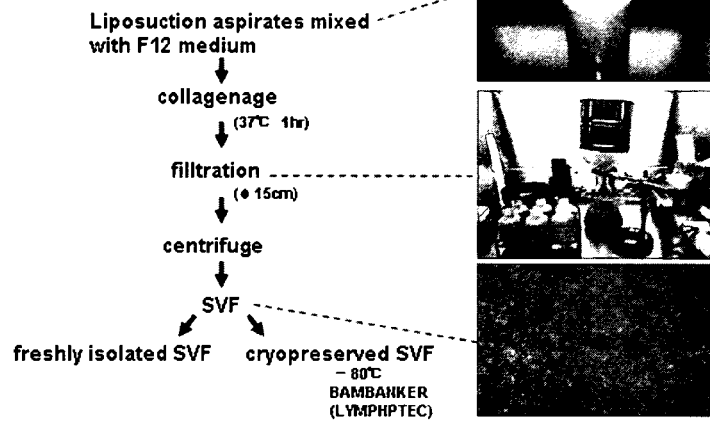 Liposuction aspirates mixed
with F12 medium
collagenage
(37℃ 1hr)
filltration
(ϕ 15cm)
centrifuge
SVF
freshly isolated SVF
cryopreserved SVF
－80℃
BAMBANKER
(LYMPHPTEC)